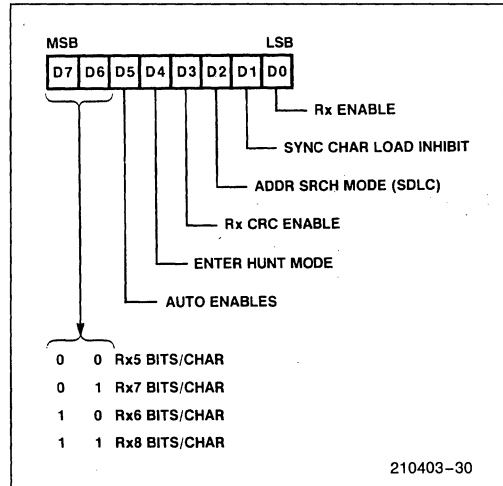 MSB LSB
D7 D6 D5 D4 D3 D2 D1 D0
Rx ENABLE
SYNC CHAR LOAD INHIBIT
ADDR SRCH MODE (SDLC)
Rx CRC ENABLE
ENTER HUNT MODE
AUTO ENABLES
0 0 Rx5 BITS/CHAR
0 1 Rx7 BITS/CHAR
1 0 Rx6 BITS/CHAR
1 1 Rx8 BITS/CHAR
210403-30